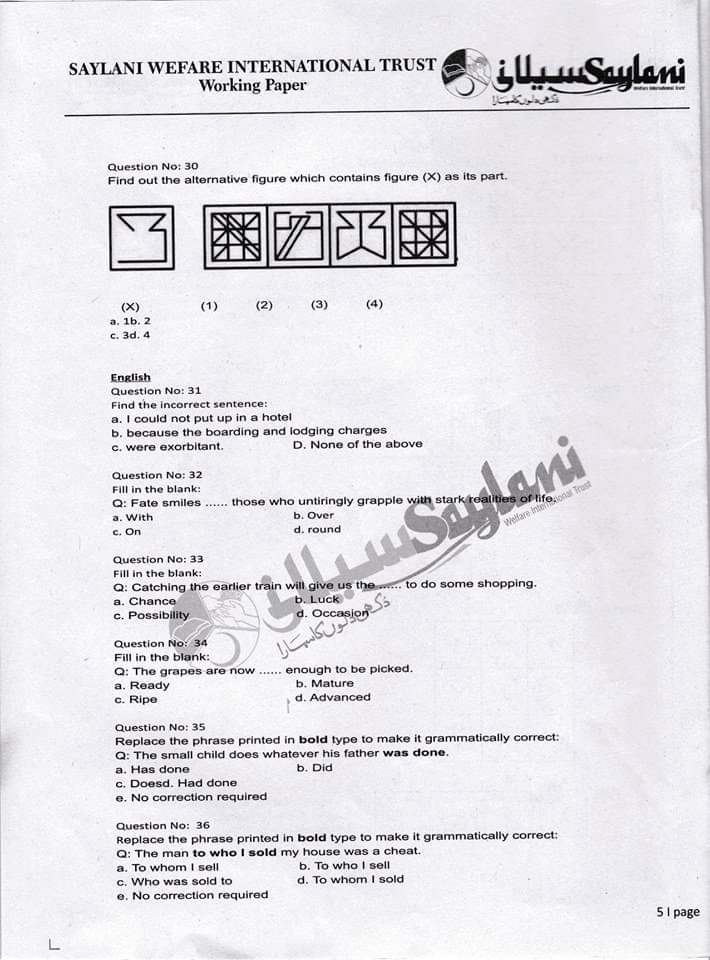 SAYLANI WEFARE INTERNATIONAL TRUST
Working Paper
سیلانی Saylani
Welfare International Trust
دکھی دلوں کا سہارا
Question No: 30
Find out the alternative figure which contains figure (X) as its part.
(X) (1) (2) (3) (4)
a. 1b. 2
c. 3d. 4
English
Question No: 31
Find the incorrect sentence:
a. I could not put up in a hotel
b. because the boarding and lodging charges
c. were exorbitant. D. None of the above
Question No: 32
Fill in the blank:
Q: Fate smiles ...... those who untiringly grapple with stark realities of life.
a. With b. Over
c. On d. round
سیلانی Saylani
Welfare International Trust
دکھی دلوں کا سہارا
Question No: 33
Fill in the blank:
Q: Catching the earlier train will give us the ...... to do some shopping.
a. Chance b. Luck
c. Possibility d. Occasion
Question No: 34
Fill in the blank:
Q: The grapes are now ...... enough to be picked.
a. Ready b. Mature
c. Ripe d. Advanced
Question No: 35
Replace the phrase printed in bold type to make it grammatically correct:
Q: The small child does whatever his father was done.
a. Has done b. Did
c. Doesd. Had done
e. No correction required
Question No: 36
Replace the phrase printed in bold type to make it grammatically correct:
Q: The man to who I sold my house was a cheat.
a. To whom I sell b. To who I sell
c. Who was sold to d. To whom I sold
e. No correction required
5 I page